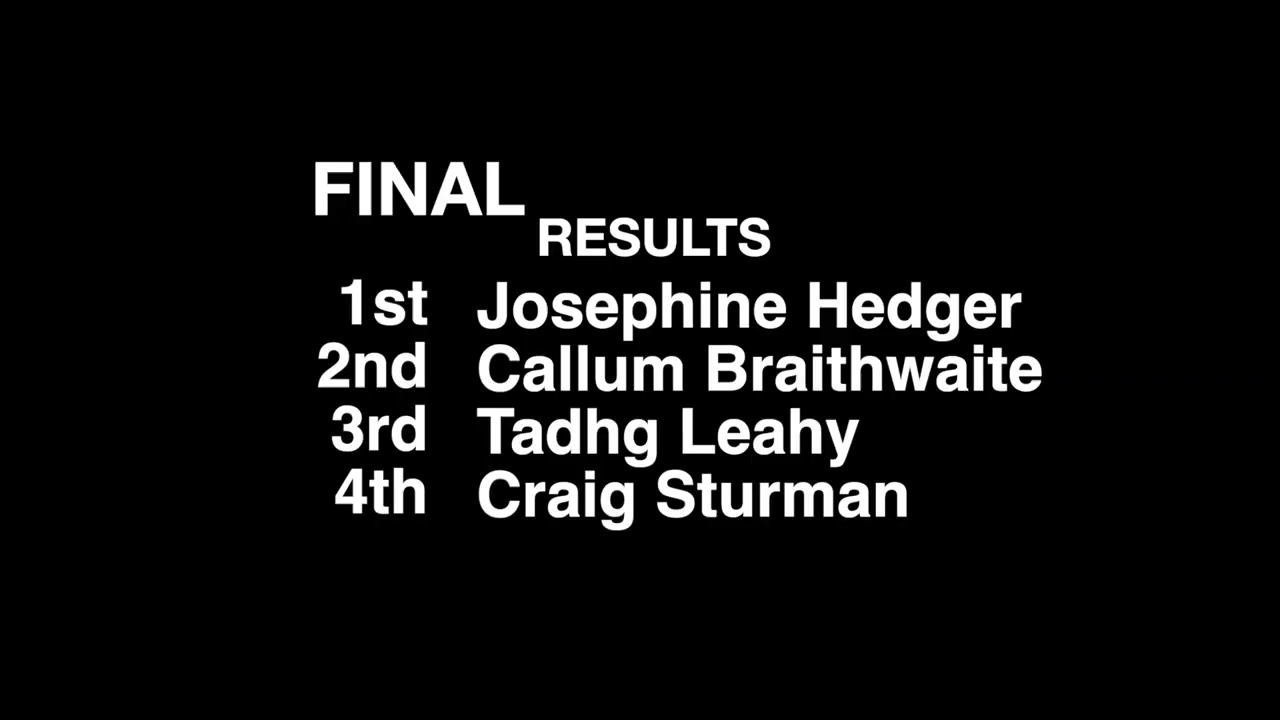 FINAL
RESULTS
1st Josephine Hedger
2nd Callum Braithwaite
3rd Tadhg Leahy
4th Craig Sturman